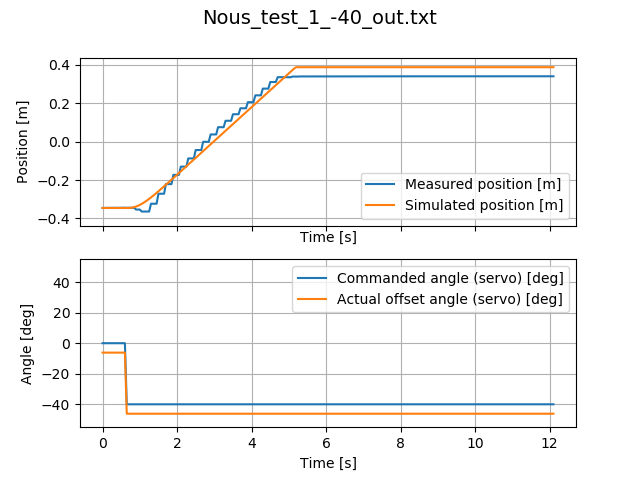 Nous_test_1_-40_out.txt
0.4
0.2
0.0
−0.2
−0.4
Position [m]
Measured position [m]
Simulated position [m]
Time [s]
40
20
0
−20
−40
Angle [deg]
Commanded angle (servo) [deg]
Actual offset angle (servo) [deg]
0 2 4 6 8 10 12
Time [s]